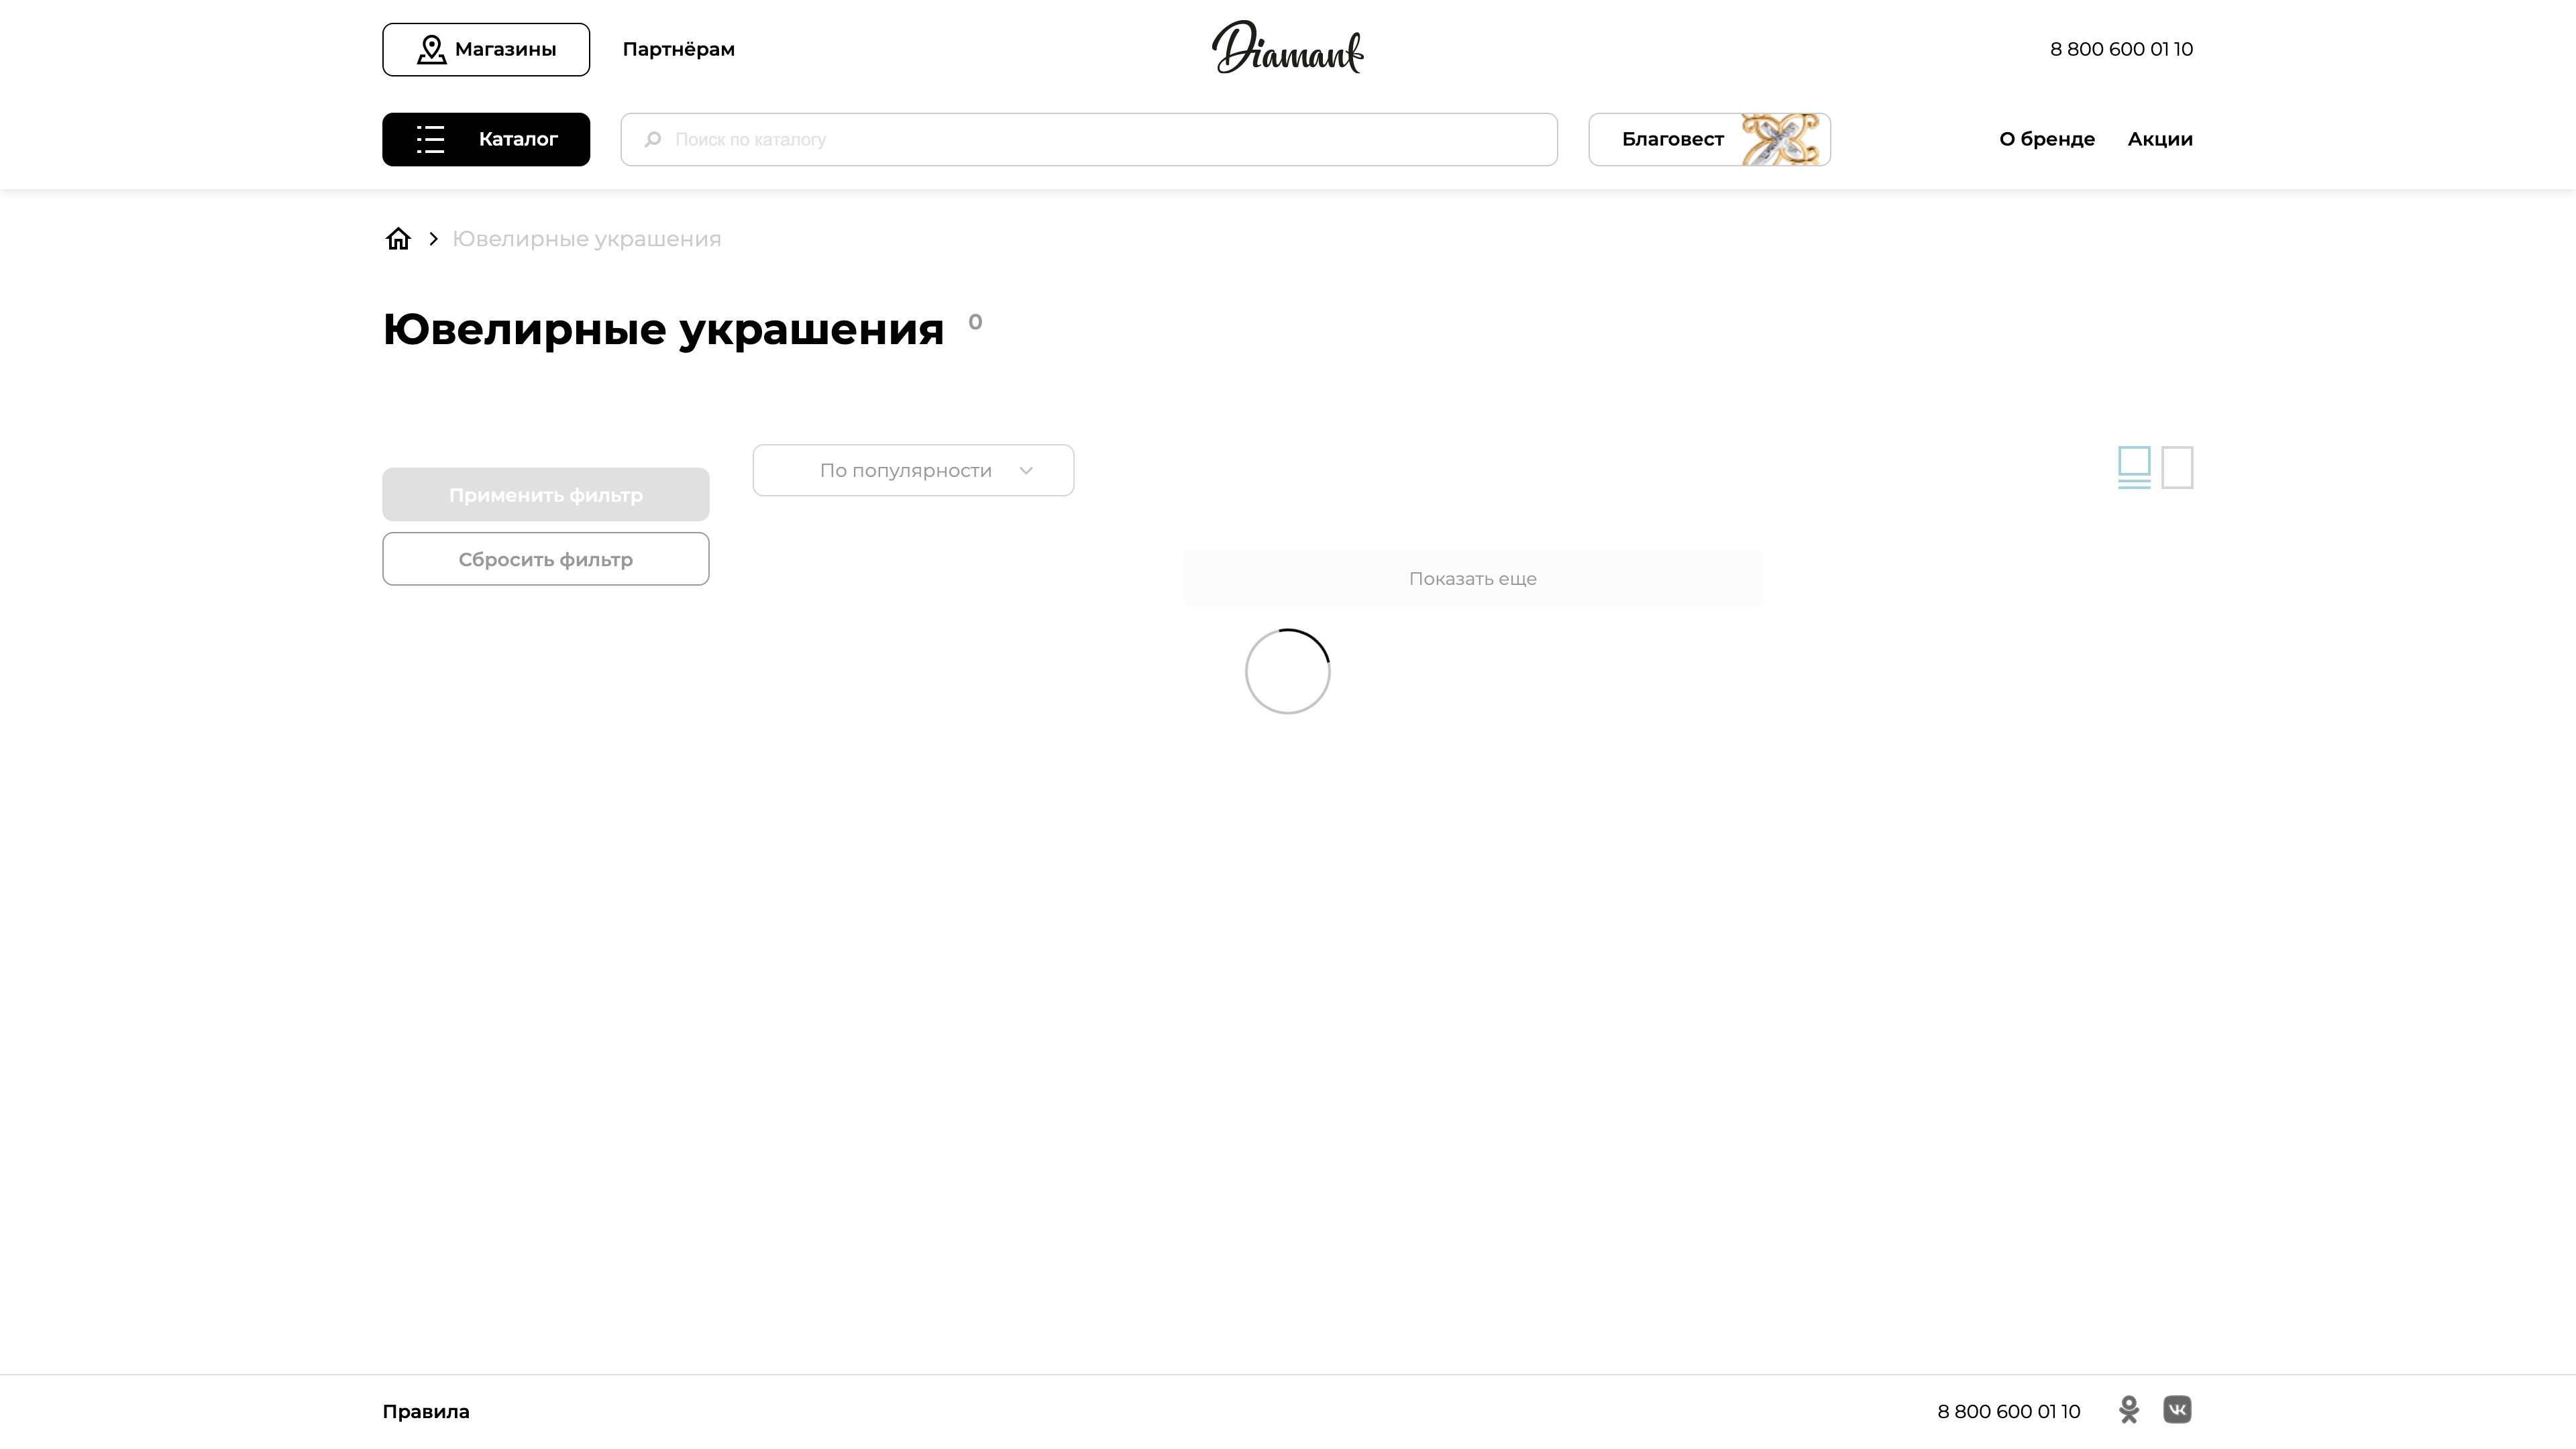 Магазины
Партнёрам
Diamant
8 800 600 01 10
Каталог
Поиск по каталогу
Благовест
О бренде
Акции
Ювелирные украшения
Ювелирные украшения 0
По популярности
Применить фильтр
Сбросить фильтр
Показать еще
Правила
8 800 600 01 10